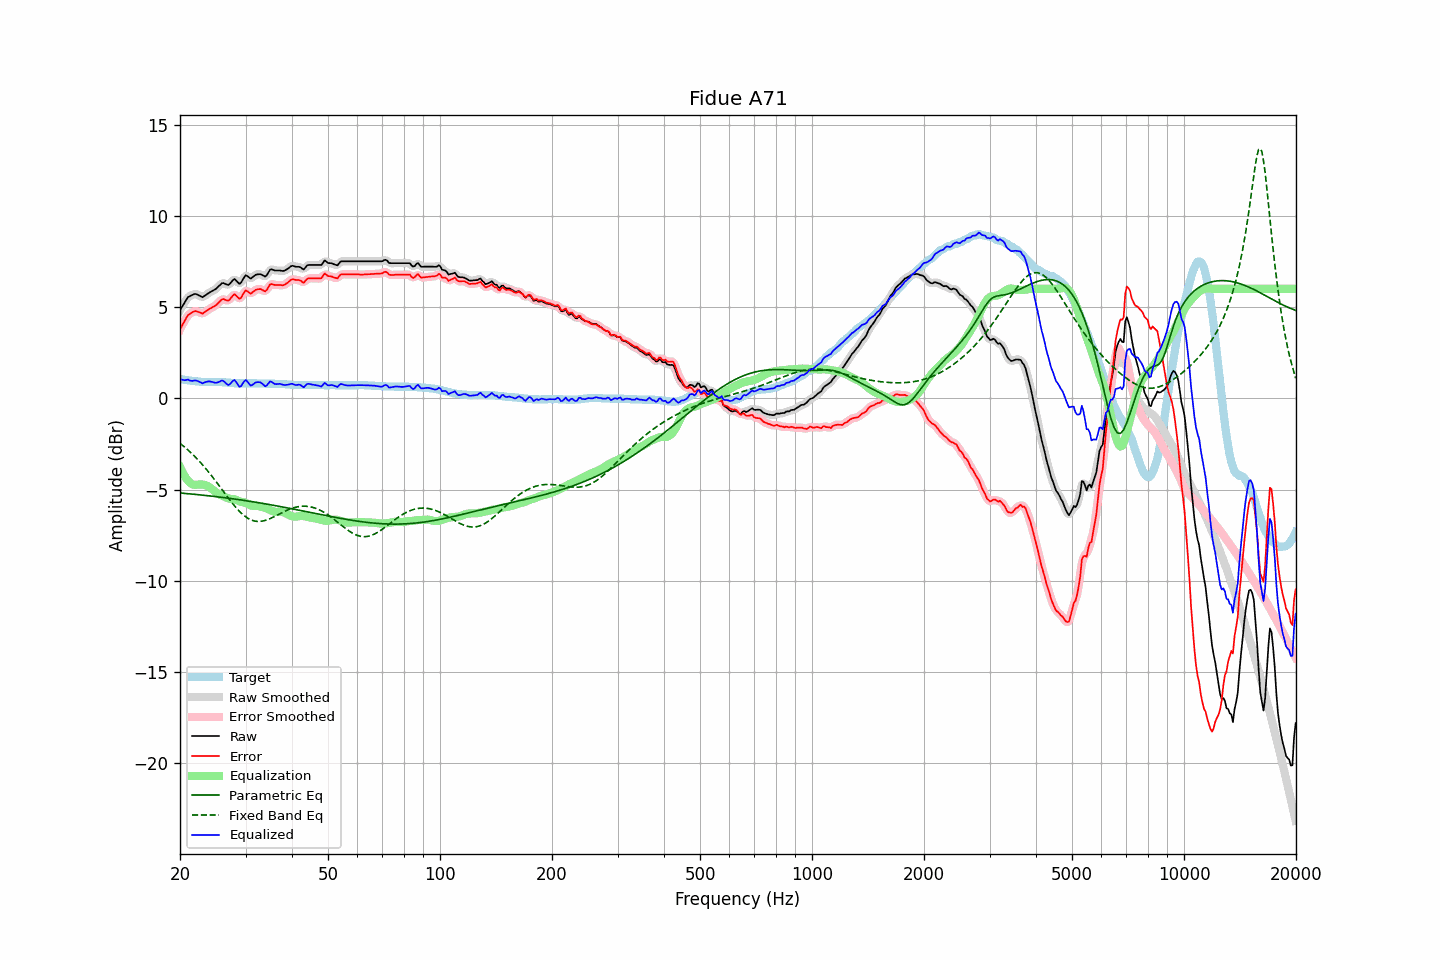 Fidue A71
15
10
5
0
−5
−10
−15
−20
Amplitude (dBr)
Target
Raw Smoothed
Error Smoothed
Raw
Error
Equalization
Parametric Eq
Fixed Band Eq
Equalized
20 50 100 200 500 1000 2000 5000 10000 20000
Frequency (Hz)